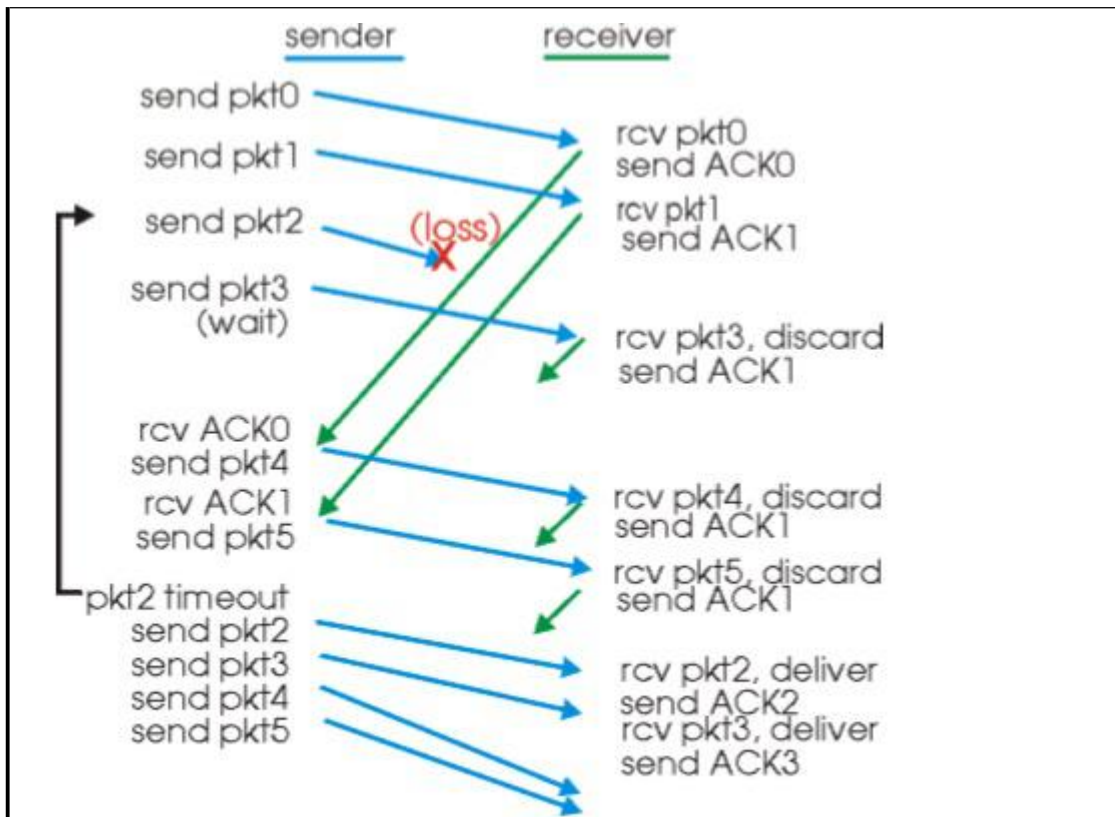 sender
receiver
send pkt0
rcv pkt0
send ACK0
send pkt1
rcv pkt1
send ACK1
send pkt2
(loss)
X
send pkt3
(wait)
rcv pkt3, discard
send ACK1
rcv ACK0
send pkt4
rcv ACK1
send pkt5
rcv pkt4, discard
send ACK1
rcv pkt5, discard
send ACK1
pkt2 timeout
send pkt2
send pkt3
send pkt4
send pkt5
rcv pkt2, deliver
send ACK2
rcv pkt3, deliver
send ACK3